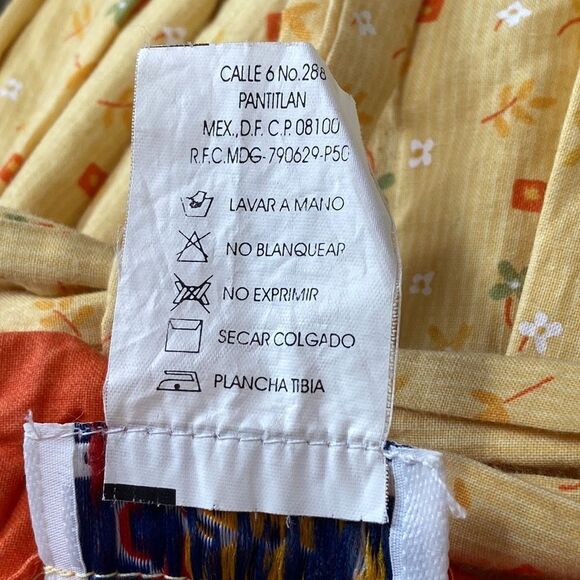 CALLE 6 No. 288
PANTITLAN
MEX., D.F. C.P. 08100
R.F.C. MDG-790629-P50
LAVAR A MANO
NO BLANQUEAR
NO EXPRIMIR
SECAR COLGADO
PLANCHA TIBIA